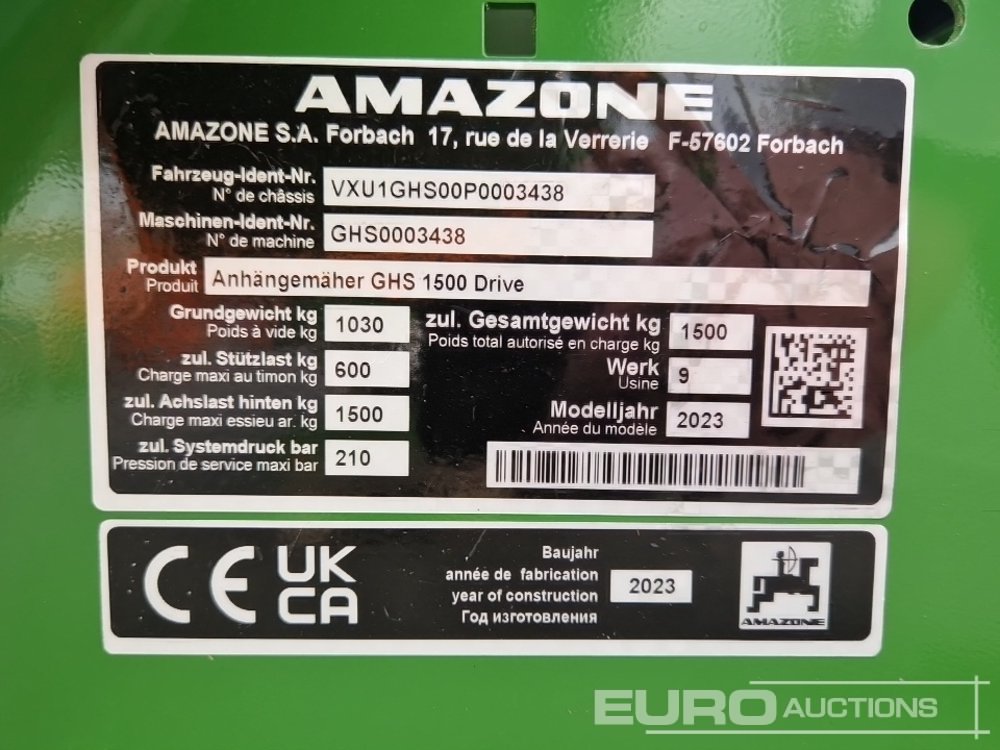 AMAZONE
AMAZONE S.A. Forbach 17, rue de la Verrerie F-57602 Forbach
Fahrzeug-Ident-Nr.
N° de châssis
VXU1GHS00P0003438
Maschinen-Ident-Nr.
N° de machine
GHS0003438
Produkt
Produit
Anhängemäher GHS 1500 Drive
Grundgewicht kg
Poids à vide kg
1030
zul. Gesamtgewicht kg
Poids total autorisé en charge kg
1500
zul. Stützlast kg
Charge maxi au timon kg
600
Werk
Usine
9
zul. Achslast hinten kg
Charge maxi essieu ar. kg
1500
Modelljahr
Année du modèle
2023
zul. Systemdruck bar
Pression de service maxi bar
210
CE
UK
CA
Baujahr
année de fabrication
year of construction
Год изготовления
2023
AMAZONE
EURO AUCTIONS